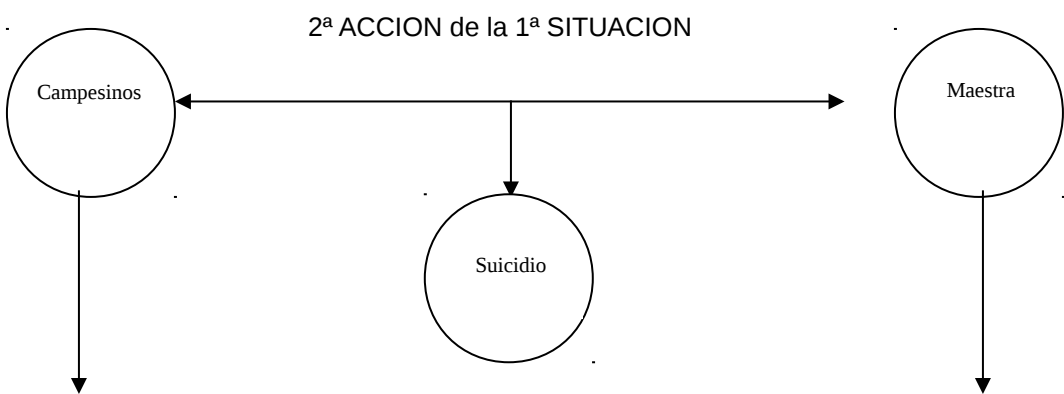 2ª ACCION de la 1ª SITUACION
Campesinos
Maestra
Suicidio